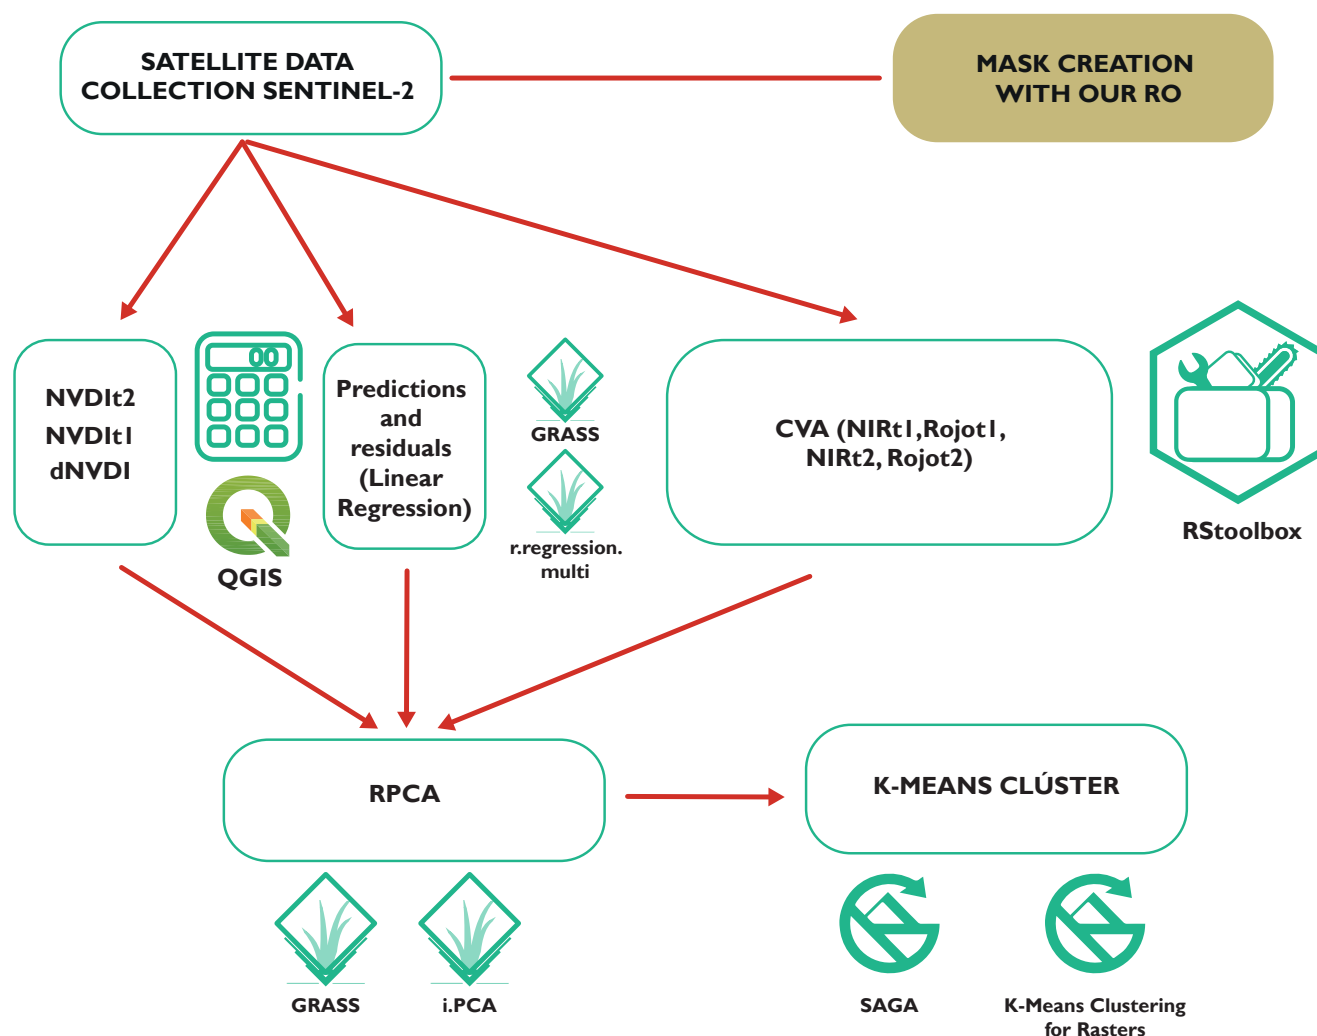 SATELLITE DATA
COLLECTION SENTINEL-2
MASK CREATION
WITH OUR RO
NVDIt2
NVDIt1
dNVDI
00
QGIS
Predictions
and
residuals
(Linear
Regression)
GRASS
r.regression.
multi
CVA (NIRt1,Rojot1,
NIRt2, Rojot2)
RStoolbox
RPCA
K-MEANS CLÚSTER
GRASS
i.PCA
SAGA
K-Means Clustering
for Rasters